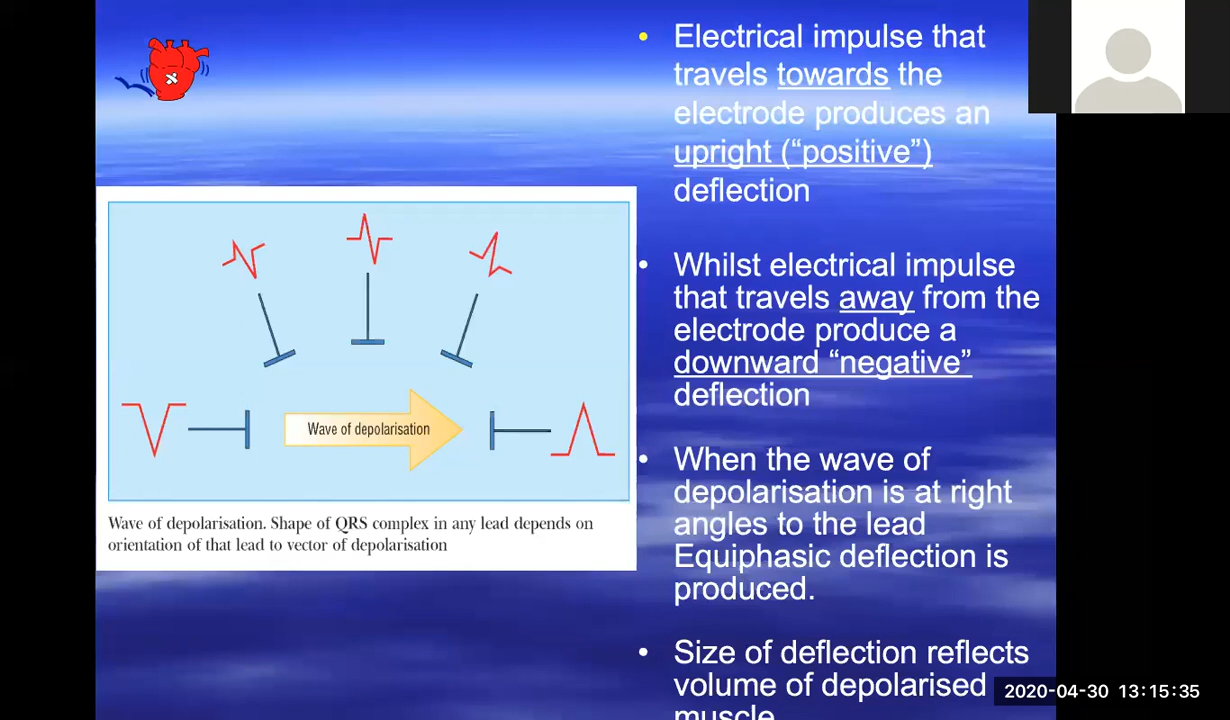 Electrical impulse that
travels towards the
electrode produces an
upright (“positive”)
deflection
Whilst electrical impulse
that travels away from the
electrode produce a
downward “negative”
deflection
When the wave of
depolarisation is at right
angles to the lead
Equiphasic deflection is
produced.
Size of deflection reflects
volume of depolarised
muscle
Wave of depolarisation
Wave of depolarisation. Shape of QRS complex in any lead depends on
orientation of that lead to vector of depolarisation
2020-04-30 13:15:35